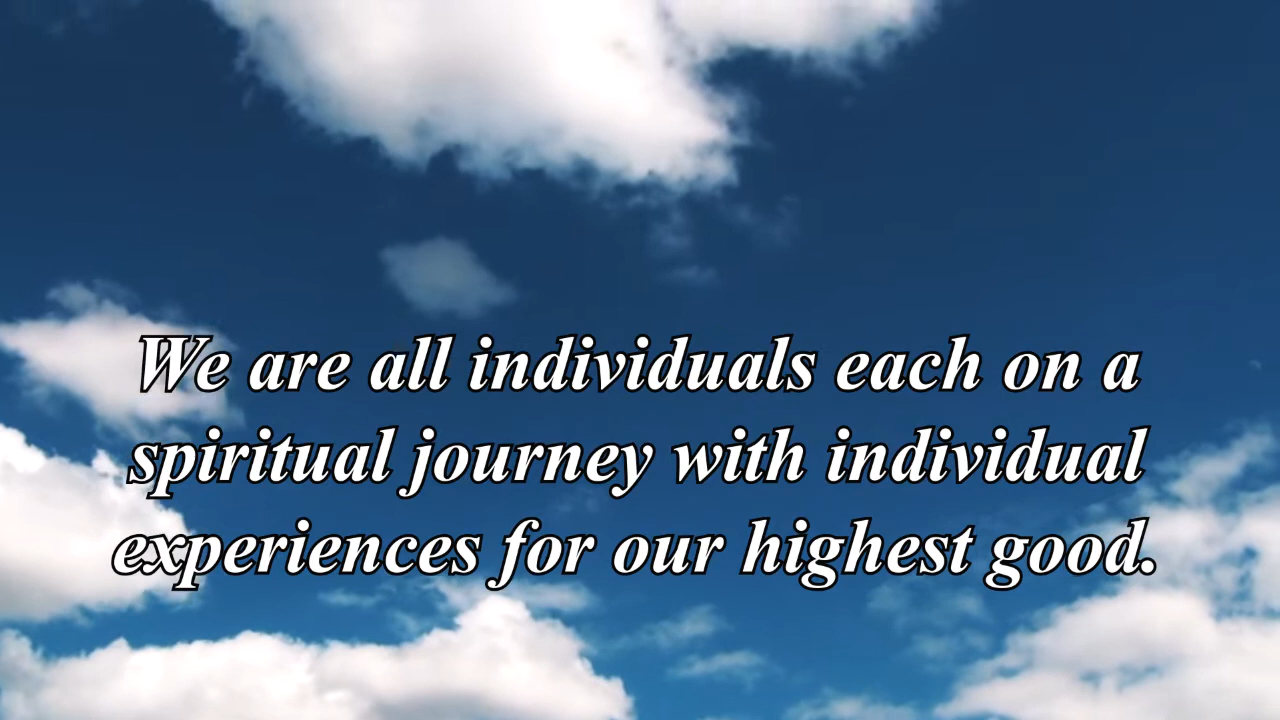 We are all individuals each on a
spiritual journey with individual
experiences for our highest good.